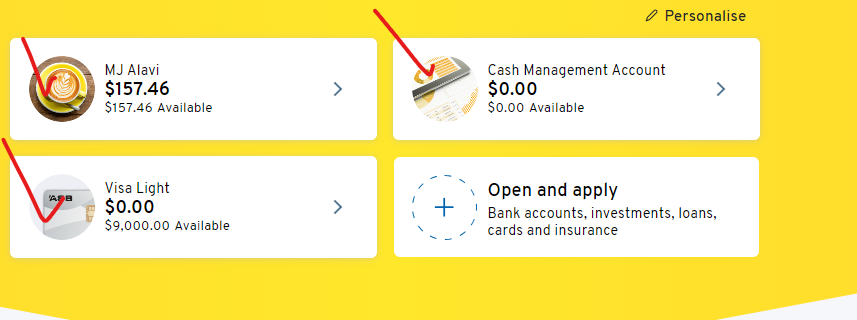 Personalise
MJ Alavi
$157.46
$157.46 Available
Cash Management Account
$0.00
$0.00 Available
ASB
Visa Light
$0.00
$9,000.00 Available
Open and apply
Bank accounts, investments, loans,
cards and insurance